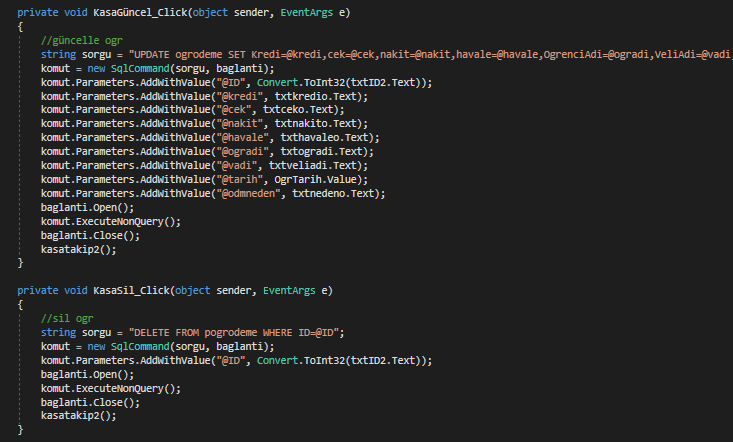 private void KasaGüncel_Click(object sender, EventArgs e)
{
//güncelle ogr
string sorgu = "UPDATE ogrodeme SET Kredi=@kredi,cek=@cek,nakit=@nakit,havale=@havale,OgrenciAdi=@ogradi,VeliAdi=@vadi,
komut = new SqlCommand(sorgu, baglanti);
komut.Parameters.AddWithValue("@ID", Convert.ToInt32(txtID2.Text));
komut.Parameters.AddWithValue("@kredi", txtkredio.Text);
komut.Parameters.AddWithValue("@cek", txtceko.Text);
komut.Parameters.AddWithValue("@nakit", txtnakito.Text);
komut.Parameters.AddWithValue("@havale", txthavaleo.Text);
komut.Parameters.AddWithValue("@ogradi", txtogradi.Text);
komut.Parameters.AddWithValue("@vadi", txtveliadi.Text);
komut.Parameters.AddWithValue("@tarih", OgrTarih.Value);
komut.Parameters.AddWithValue("@odmneden", txtnedeno.Text);
baglanti.Open();
komut.ExecuteNonQuery();
baglanti.Close();
kasatakip2();
}
private void KasaSil_Click(object sender, EventArgs e)
{
//sil ogr
string sorgu = "DELETE FROM pogrodeme WHERE ID=@ID";
komut = new SqlCommand(sorgu, baglanti);
komut.Parameters.AddWithValue("@ID", Convert.ToInt32(txtID2.Text));
baglanti.Open();
komut.ExecuteNonQuery();
baglanti.Close();
kasatakip2();
}